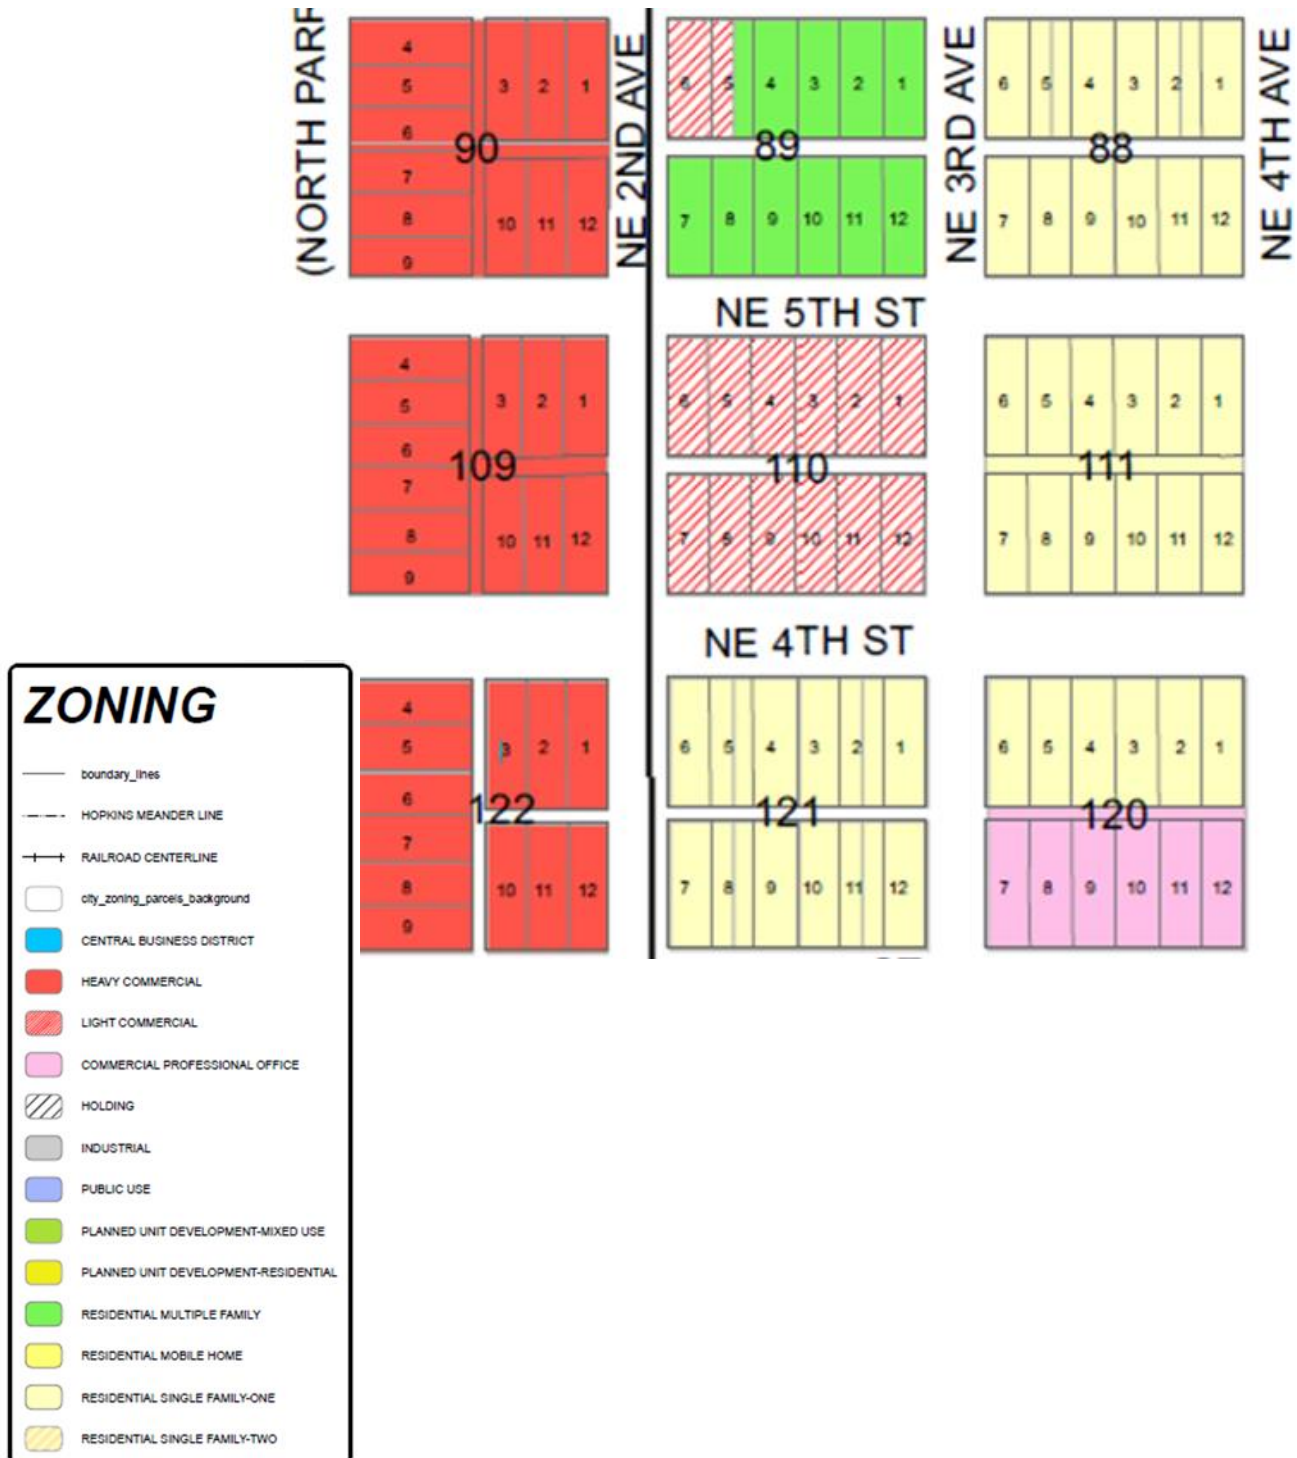 (NORTH PARR
4
5
6
7
8
9
3 2 1
90
10 11 12
NE 2ND AVE
6 5 4 3 2 1
89
7 8 9 10 11 12
NE 3RD AVE
6 5 4 3 2 1
88
7 8 9 10 11 12
NE 4TH AVE
NE 5TH ST
4
5
6
7
8
9
3 2 1
109
10 11 12
6 5 4 3 2 1
110
7 8 9 10 11 12
6 5 4 3 2 1
111
7 8 9 10 11 12
NE 4TH ST
4
5
6
7
8
9
3 2 1
122
10 11 12
6 5 4 3 2 1
121
7 8 9 10 11 12
6 5 4 3 2 1
120
7 8 9 10 11 12
ZONING
boundary_lines
HOPKINS MEANDER LINE
RAILROAD CENTERLINE
city_zoning_parcels_background
CENTRAL BUSINESS DISTRICT
HEAVY COMMERCIAL
LIGHT COMMERCIAL
COMMERCIAL PROFESSIONAL OFFICE
HOLDING
INDUSTRIAL
PUBLIC USE
PLANNED UNIT DEVELOPMENT-MIXED USE
PLANNED UNIT DEVELOPMENT-RESIDENTIAL
RESIDENTIAL MULTIPLE FAMILY
RESIDENTIAL MOBILE HOME
RESIDENTIAL SINGLE FAMILY-ONE
RESIDENTIAL SINGLE FAMILY-TWO